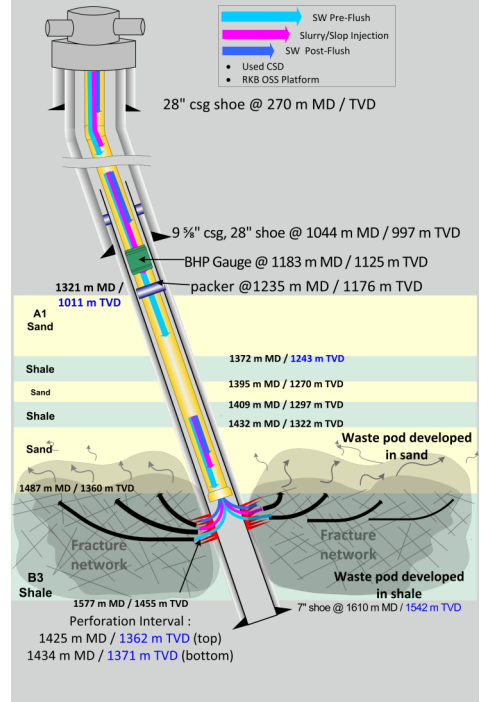 SW Pre-Flush
Slurry/Slop Injection
SW Post-Flush
• Used CSD
• RKB OSS Platform
28" csg shoe @ 270 m MD / TVD
9 ⅝" csg, 28" shoe @ 1044 m MD / 997 m TVD
BHP Gauge @ 1183 m MD / 1125 m TVD
packer @1235 m MD / 1176 m TVD
1321 m MD /
1011 m TVD
A1
Sand
1372 m MD / 1243 m TVD
Shale
1395 m MD / 1270 m TVD
Sand
1409 m MD / 1297 m TVD
Shale
1432 m MD / 1322 m TVD
Sand
Waste pod developed
in sand
1487 m MD / 1360 m TVD
Fracture
network
Fracture
network
B3
Shale
Waste pod developed
in shale
1577 m MD / 1455 m TVD
7" shoe @ 1610 m MD / 1542 m TVD
Perforation Interval :
1425 m MD / 1362 m TVD (top)
1434 m MD / 1371 m TVD (bottom)